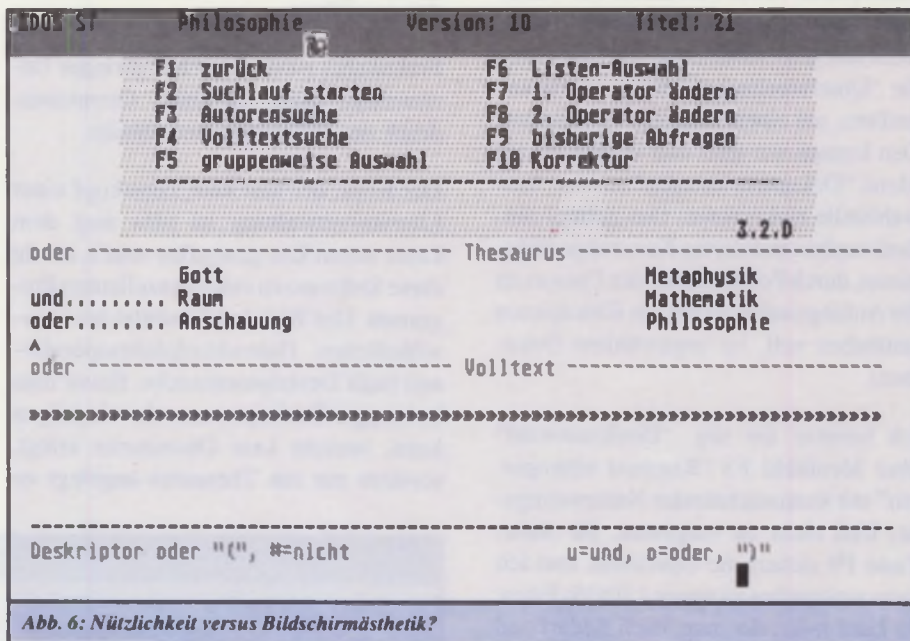 ST Philosophie Version: 10 Titel: 21
F1 zurück F6 Listen-Auswahl
F2 Suchlauf starten F7 1. Operator ändern
F3 Autorensuche F8 2. Operator ändern
F4 Volltextsuche F9 bisherige Abfragen
F5 gruppenweise Auswahl F10 Korrektur
3.2.D
oder Thesaurus
Gott Metaphysik
und.......... Raum Mathematik
oder......... Anschauung Philosophie
^
oder Volltext
»»»»»»»»»»»»»»»»»»»»»»»»»»»»»»»»»»»»»»»»
Deskriptor oder "(", #=nicht u=und, o=oder, ")"
Abb. 6: Nützlichkeit versus Bildschirmästhetik?